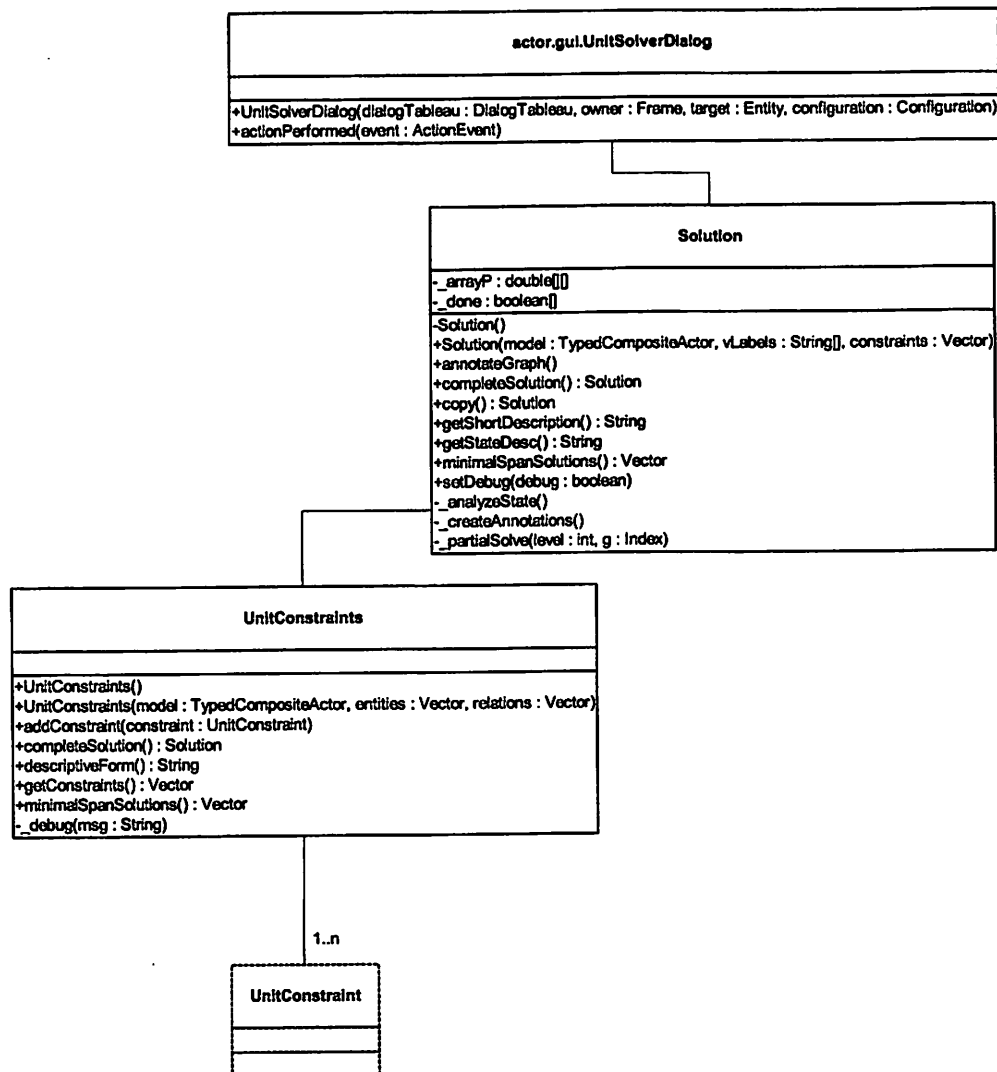 actor.gui.UnitSolverDialog
+UnitSolverDialog(dialogTableau : DialogTableau, owner : Frame, target : Entity, configuration : Configuration)
+actionPerformed(event : ActionEvent)
Solution
-_arrayP : double[][]
-_done : boolean[]
-Solution()
+Solution(model : TypedCompositeActor, vLabels : String[], constraints : Vector)
+annotateGraph()
+completeSolution() : Solution
+copy() : Solution
+getShortDescription() : String
+getStateDesc() : String
+minimalSpanSolutions() : Vector
+setDebug(debug : boolean)
-_analyzeState()
-_createAnnotations()
-_partialSolve(level : int, g : Index)
UnitConstraints
+UnitConstraints()
+UnitConstraints(model : TypedCompositeActor, entities : Vector, relations : Vector)
+addConstraint(constraint : UnitConstraint)
+completeSolution() : Solution
+descriptiveForm() : String
+getConstraints() : Vector
+minimalSpanSolutions() : Vector
-_debug(msg : String)
1..n
UnitConstraint